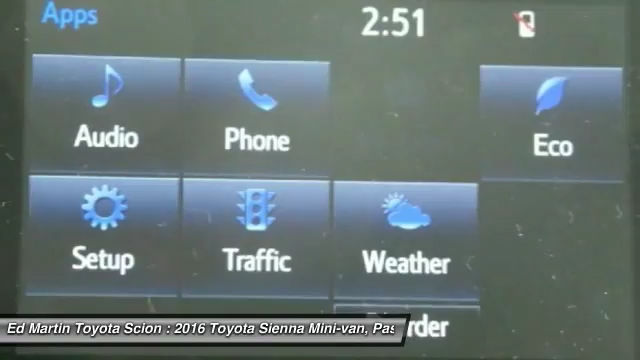 Apps
2:51
Audio
Phone
Eco
Setup
Traffic
Weather
Ed Martin Toyota Scion : 2016 Toyota Sienna Mini-van, Pas